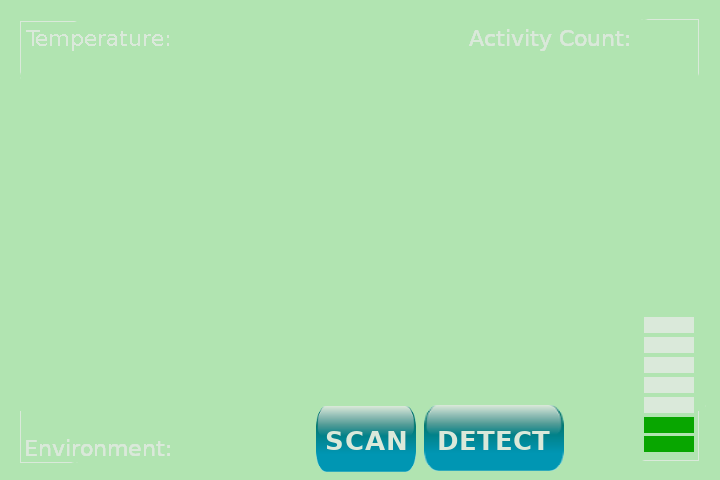 Temperature:
Activity Count:
Environment:
SCAN
DETECT